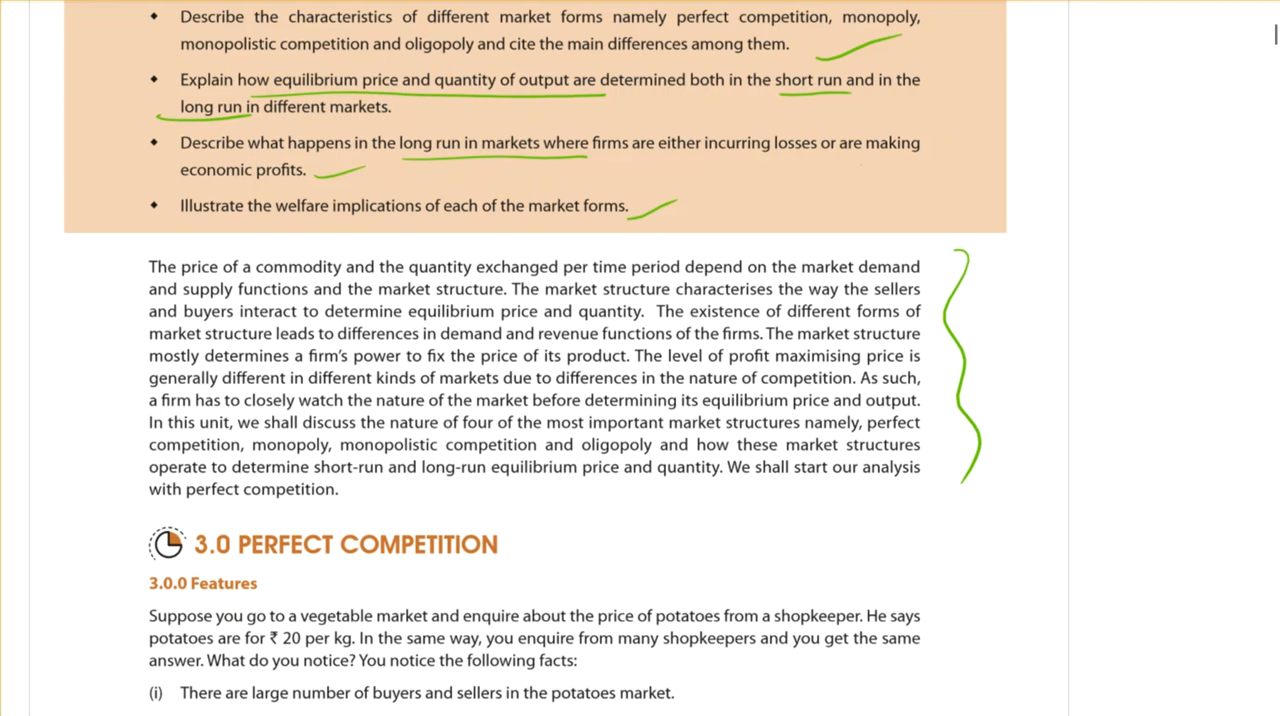 • Describe the characteristics of different market forms namely perfect competition, monopoly,
monopolistic competition and oligopoly and cite the main differences among them.
• Explain how equilibrium price and quantity of output are determined both in the short run and in the
long run in different markets.
• Describe what happens in the long run in markets where firms are either incurring losses or are making
economic profits.
• Illustrate the welfare implications of each of the market forms.
The price of a commodity and the quantity exchanged per time period depend on the market demand
and supply functions and the market structure. The market structure characterises the way the sellers
and buyers interact to determine equilibrium price and quantity. The existence of different forms of
market structure leads to differences in demand and revenue functions of the firms. The market structure
mostly determines a firm's power to fix the price of its product. The level of profit maximising price is
generally different in different kinds of markets due to differences in the nature of competition. As such,
a firm has to closely watch the nature of the market before determining its equilibrium price and output.
In this unit, we shall discuss the nature of four of the most important market structures namely, perfect
competition, monopoly, monopolistic competition and oligopoly and how these market structures
operate to determine short-run and long-run equilibrium price and quantity. We shall start our analysis
with perfect competition.
3.0 PERFECT COMPETITION
3.0.0 Features
Suppose you go to a vegetable market and enquire about the price of potatoes from a shopkeeper. He says
potatoes are for ₹ 20 per kg. In the same way, you enquire from many shopkeepers and you get the same
answer. What do you notice? You notice the following facts:
(i) There are large number of buyers and sellers in the potatoes market.